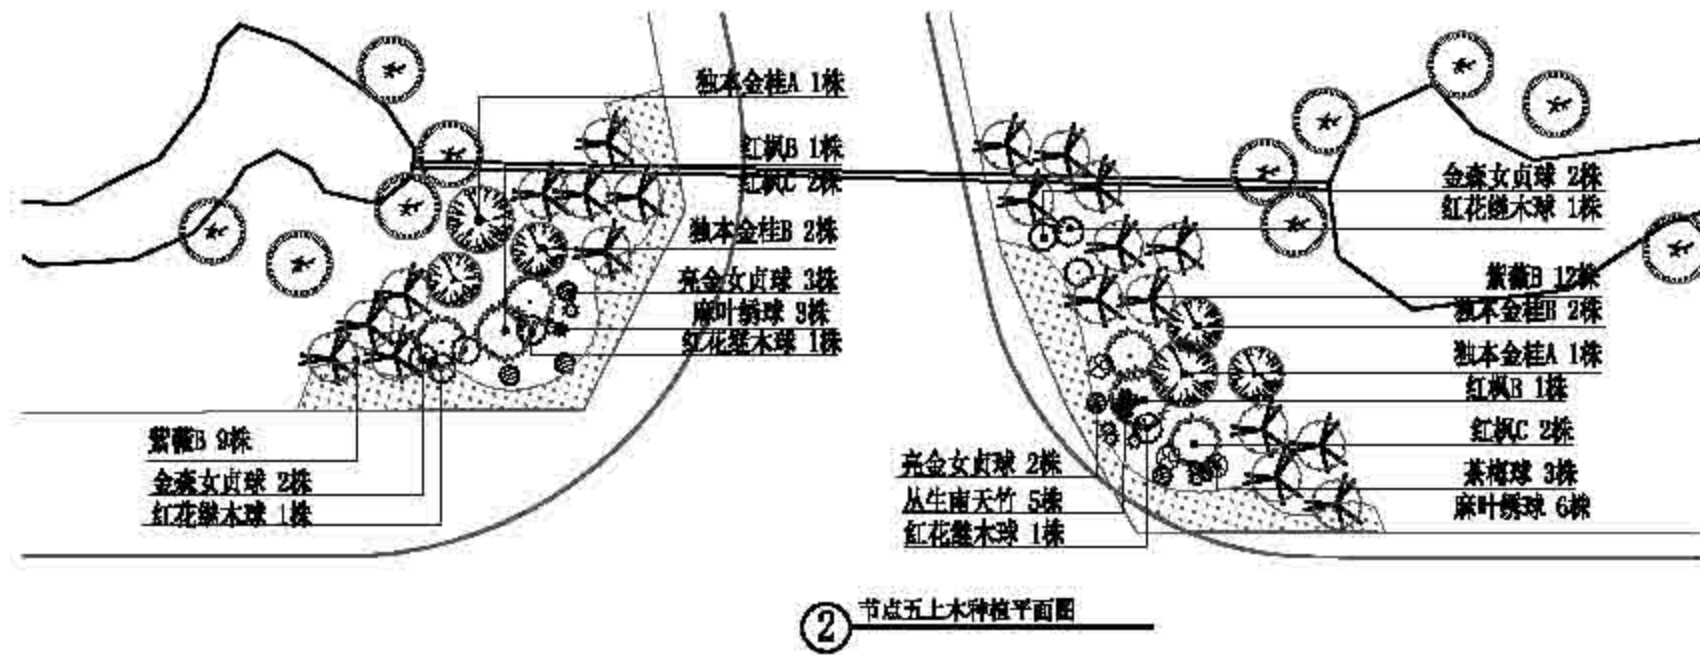 独本金桂A 1株
红枫B 1株
红枫C 2株
独本金桂B 2株
亮金女贞球 3株
麻叶绣球 3株
红花继木球 1株
紫薇B 9株
金森女贞球 2株
红花继木球 1株
金森女贞球 2株
红花继木球 1株
紫薇B 12株
独本金桂B 2株
独本金桂A 1株
红枫B 1株
红枫C 2株
茶梅球 3株
麻叶绣球 6株
亮金女贞球 2株
丛生南天竹 5株
红花继木球 1株
2 节点五上木种植平面图